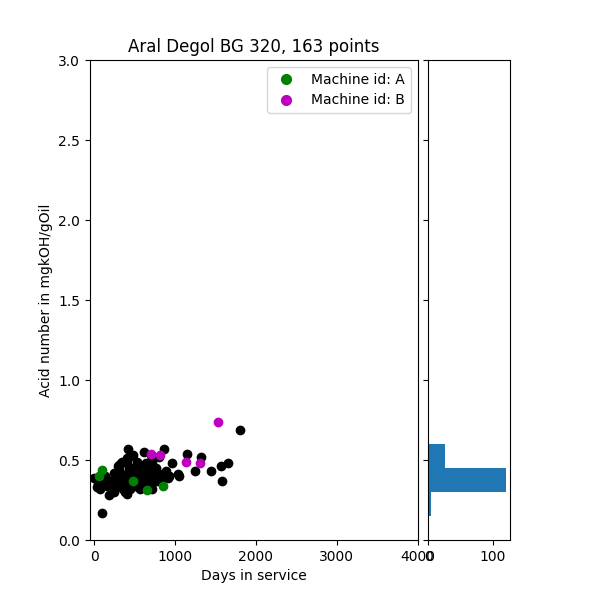 Aral Degol BG 320, 163 points
Machine id: A
Machine id: B
3.0
2.5
2.0
1.5
1.0
0.5
0.0
Acid number in mgkOH/gOil
0 1000 2000 3000 4000
0 100
Days in service